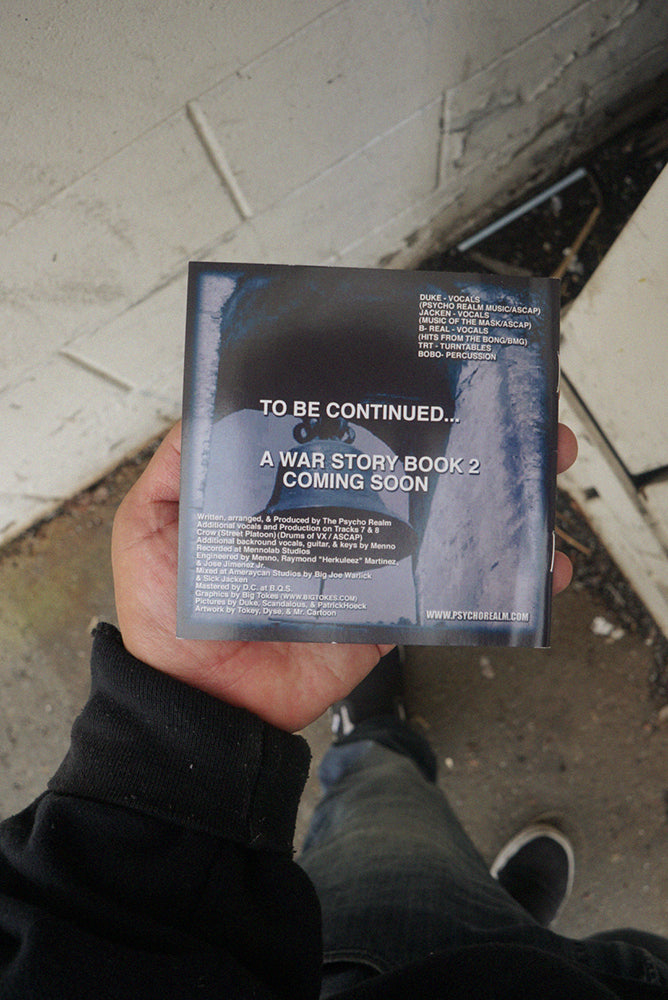 DUKE - VOCALS
(PSYCHO REALM MUSIC/ASCAP)
JACKEN - VOCALS
(MUSIC OF THE MASK/ASCAP)
B- REAL - VOCALS
(HITS FROM THE BONG/BMG)
TRT - TURNTABLES
BOBO- PERCUSSION
TO BE CONTINUED...
A WAR STORY BOOK 2
COMING SOON
Written, arranged, & Produced by The Psycho Realm
Additional vocals and Production on Tracks 7 & 8
Crow (Street Platoon) (Drums of VX / ASCAP)
Additional backround vocals, guitar, & keys by Menno
Recorded at Mennolab Studios
Engineered by Menno, Raymond "Herkuleez" Martinez,
& Jose Jimenez Jr.
Mixed at Ameraycan Studios by Big Joe Warlick
& Sick Jacken
Mastered by D.C. at B.Q.S.
Graphics by Big Tokes (WWW.BIGTOKES.COM)
Pictures by Duke, Scandalous, & PatrickHoeck
Artwork by Tokey, Dyse, & Mr. Cartoon
WWW.PSYCHOREALM.COM